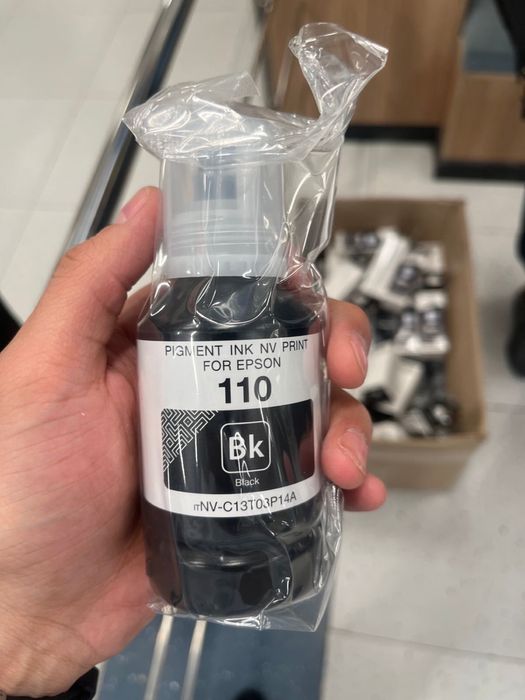 PIGMENT INK NV PRINT
FOR EPSON
110
Bk
Black
NV-C13T03P14A